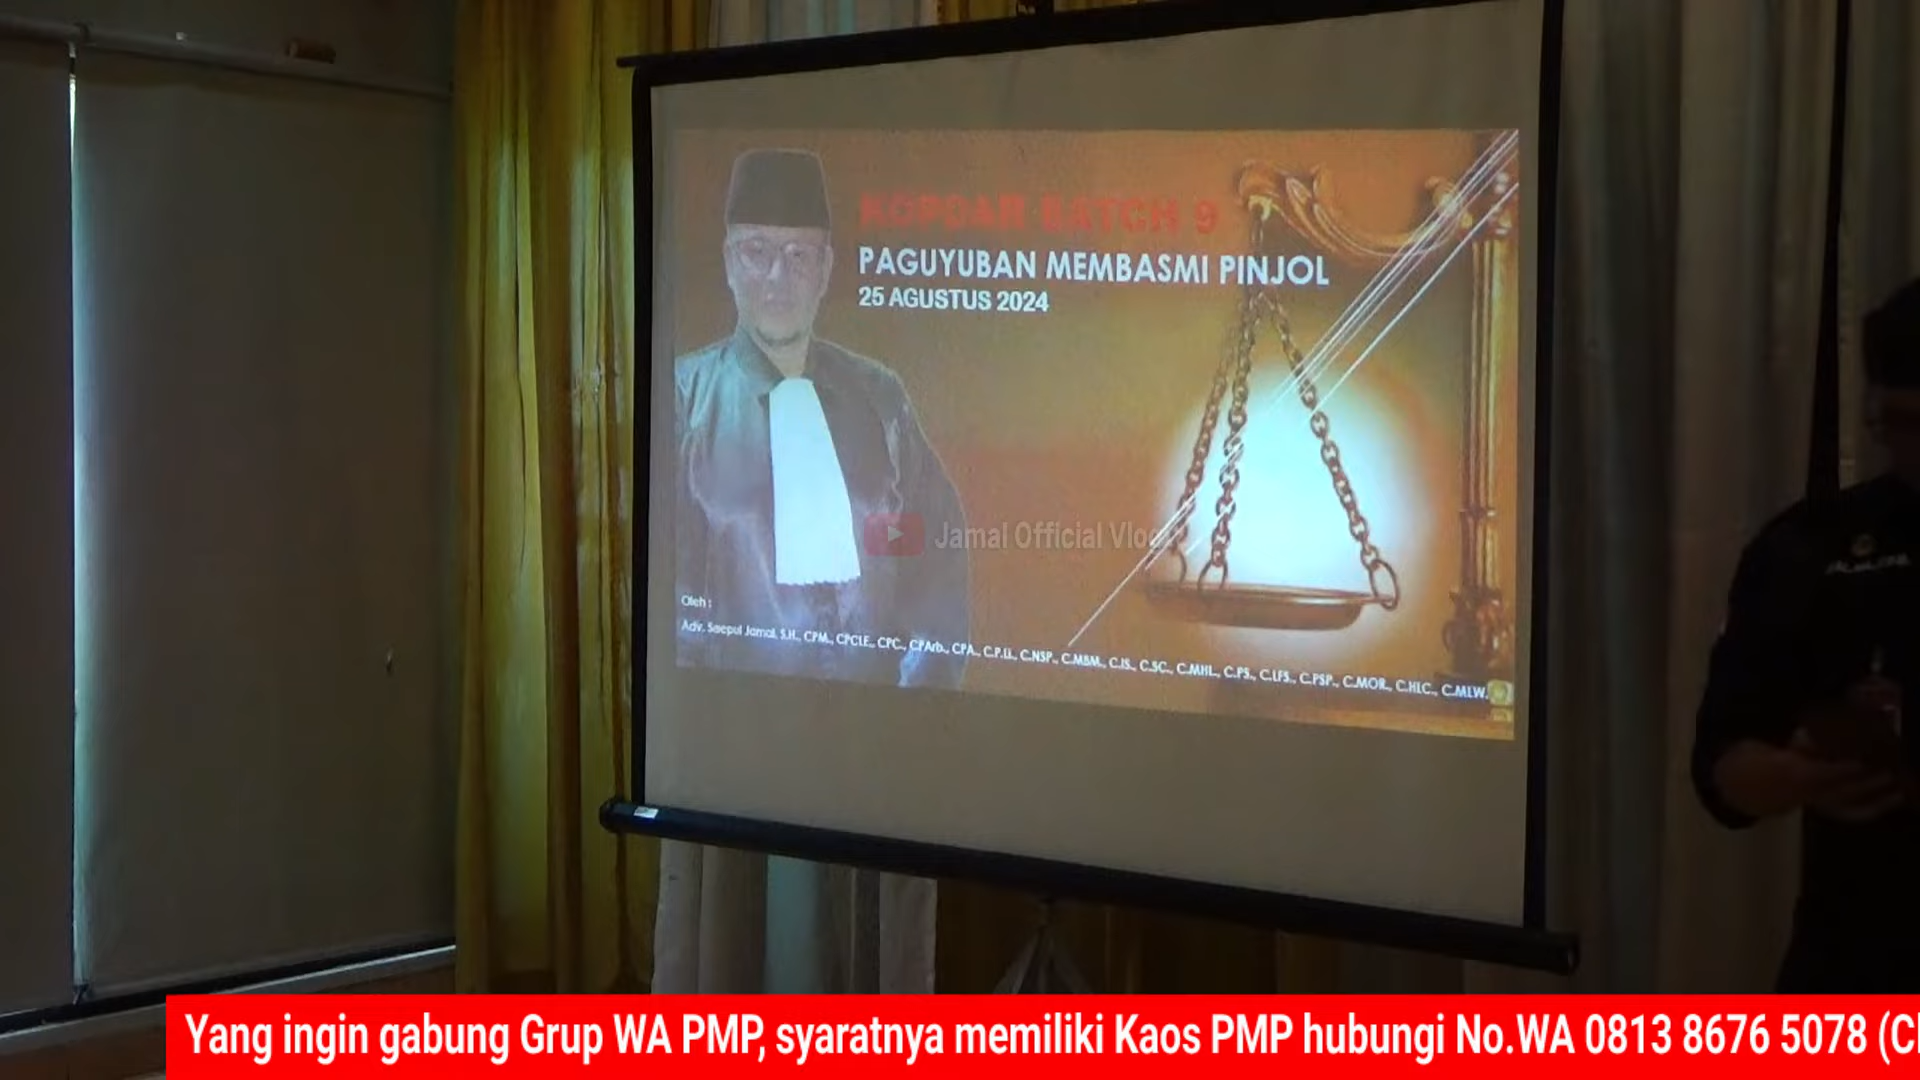 KOPDAR BATCH 9
PAGUYUBAN MEMBASMI PINJOL
25 AGUSTUS 2024
Jamal Official Vlog
Oleh :
Adv. Saepul Jamal, S.H., CPM., CPCLE., CPC., CPArb., CPA., C.P.LI., C.NSP., C.MBM., C.IS., C.SC., C.MHL., C.PS., C.LFS., C.PSP., C.MOR., C.HLC., C.MLW.
Yang ingin gabung Grup WA PMP, syaratnya memiliki Kaos PMP hubungi No.WA 0813 8676 5078